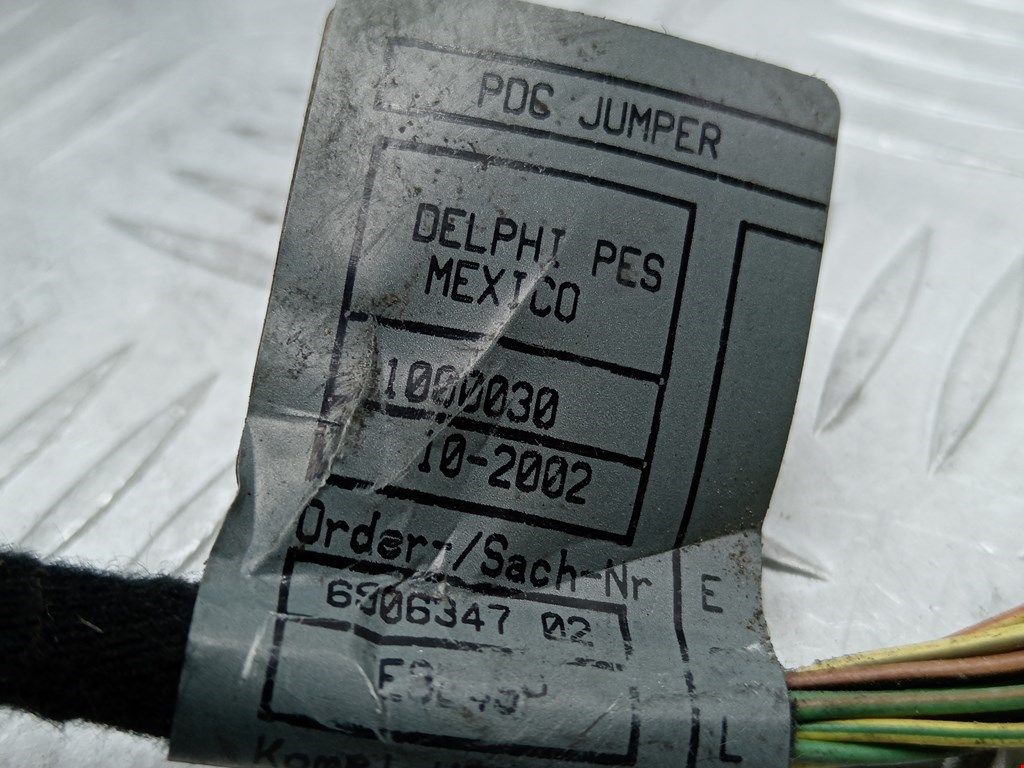 PDC JUMPER
DELPHI PES
MEXICO
1000030
10-2002
Order-/Sach-Nr
6906347 02
E
L